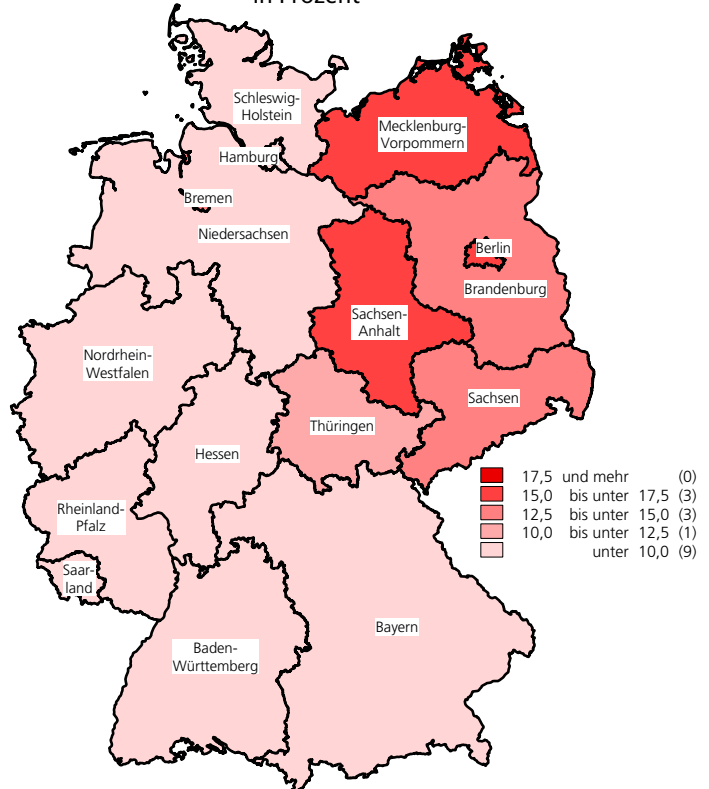 in Prozent
Schleswig-
Holstein
Mecklenburg-
Vorpommern
Hamburg
Bremen
Niedersachsen
Berlin
Brandenburg
Sachsen-
Anhalt
Nordrhein-
Westfalen
Sachsen
Thüringen
Hessen
17,5 und mehr (0)
15,0 bis unter 17,5 (3)
12,5 bis unter 15,0 (3)
10,0 bis unter 12,5 (1)
unter 10,0 (9)
Rheinland-
Pfalz
Saar-
land
Bayern
Baden-
Württemberg